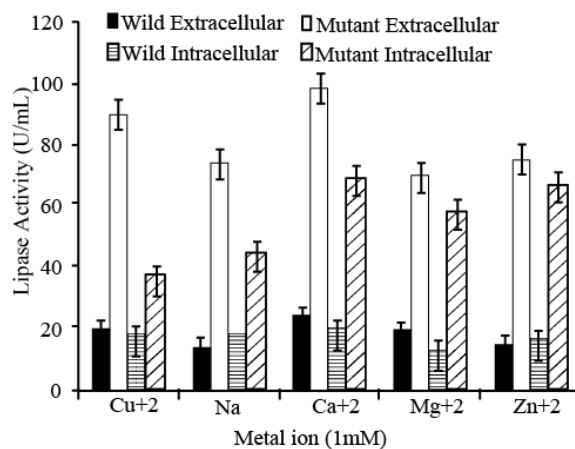 120
■Wild Extracellular □Mutant Extracellular
Wild Intracellular Mutant Intracellular
100
80
60
40
20
0
Lipase Activity (U/mL)
Cu+2 Na Ca+2 Mg+2 Zn+2
Metal ion (1mM)